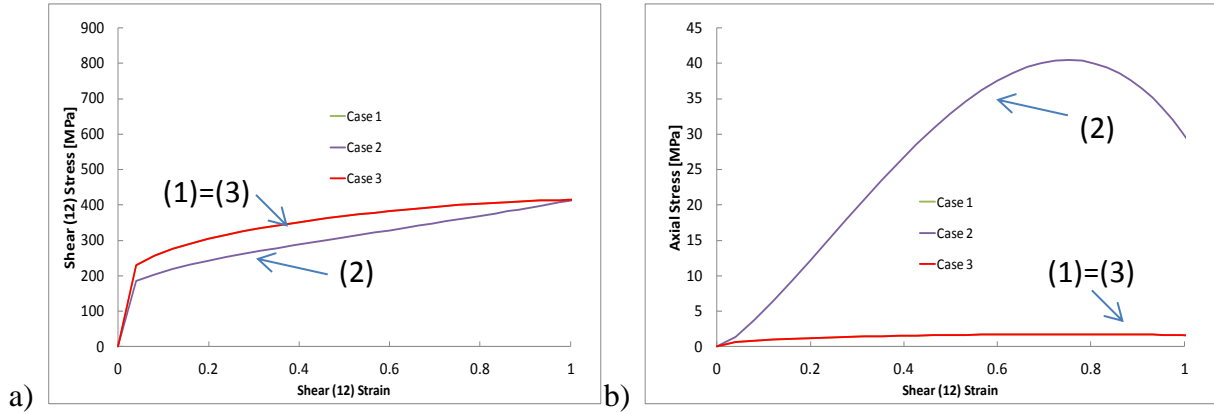 a)
Shear (12) Stress [MPa]
900
800
700
600
500
400
300
200
100
0
Case 1
Case 2
Case 3
(1)=(3)
(2)
0 0.2 0.4 0.6 0.8 1
Shear (12) Strain
b)
Axial Stress [MPa]
45
40
35
30
25
20
15
10
5
0
(2)
Case 1
Case 2
Case 3
(1)=(3)
0 0.2 0.4 0.6 0.8 1
Shear (12) Strain